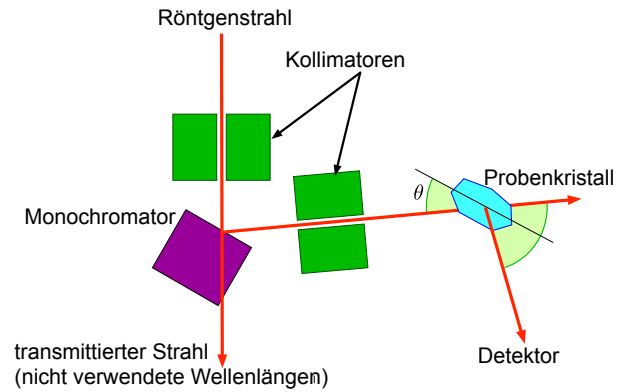 Röntgenstrahl
Kollimatoren
Probenkristall
θ
Monochromator
transmittierter Strahl
(nicht verwendete Wellenlängen)
Detektor